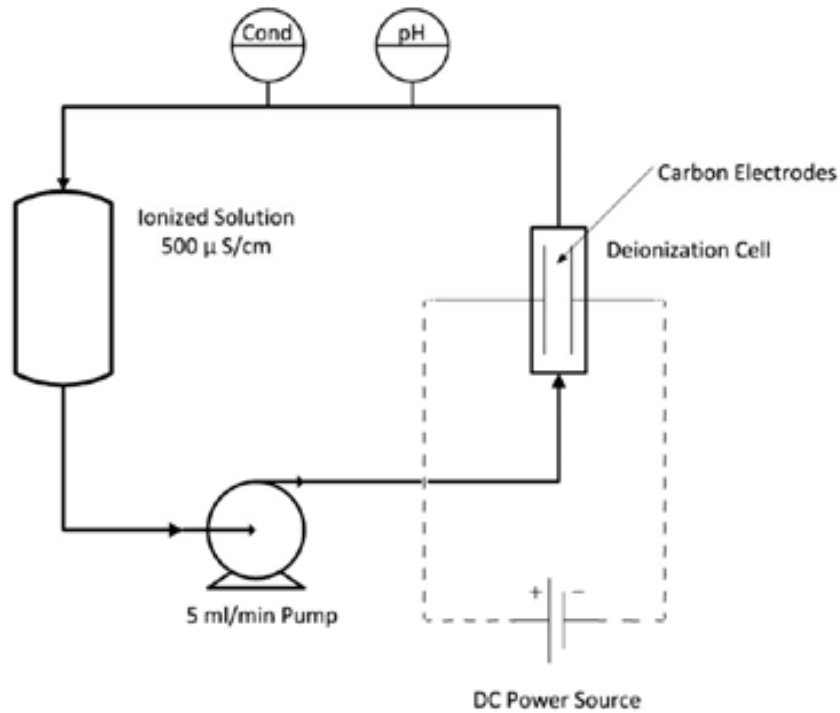 Cond
pH
Carbon Electrodes
Ionized Solution
500 μ S/cm
Deionization Cell
+
−
5 ml/min Pump
DC Power Source